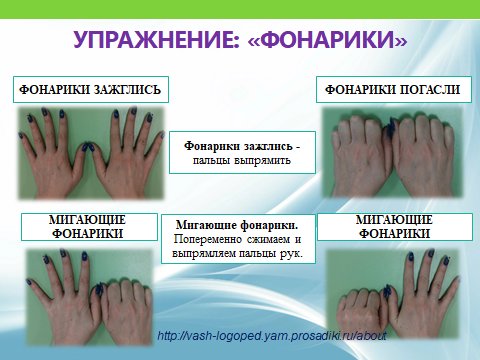 УПРАЖНЕНИЕ: «ФОНАРИКИ»
ФОНАРИКИ ЗАЖГЛИСЬ
ФОНАРИКИ ПОГАСЛИ
Фонарики зажглись -
пальцы выпрямить
МИГАЮЩИЕ
ФОНАРИКИ
Мигающие фонарики.
Попеременно сжимаем и
выпрямляем пальцы рук.
МИГАЮЩИЕ
ФОНАРИКИ
http://vash-logoped.yam.prosadiki.ru/about